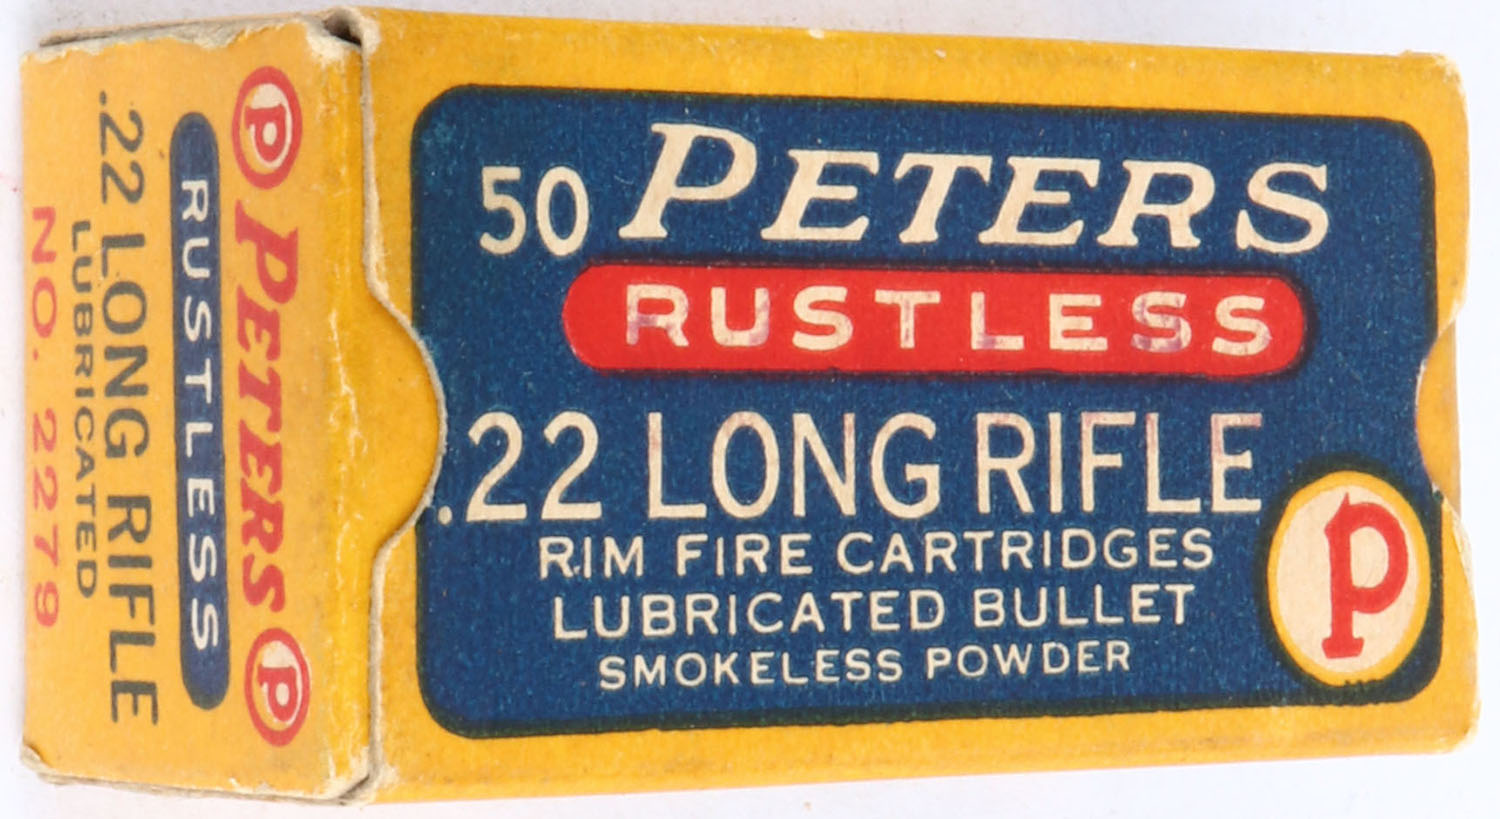 50 PETERS
RUSTLESS
.22 LONG RIFLE
RIM FIRE CARTRIDGES
LUBRICATED BULLET
SMOKELESS POWDER
P
P PETERS P
RUSTLESS
.22 LONG RIFLE
LUBRICATED
NO. 2279